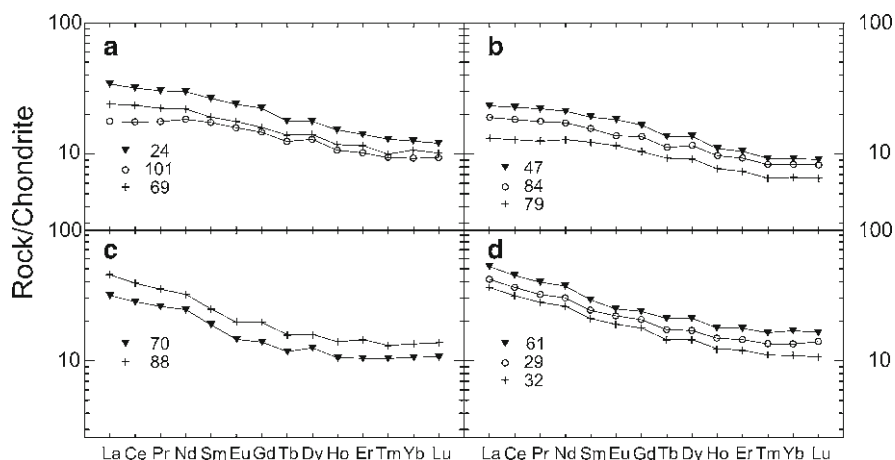 100
a
b
100
10
24
101
69
47
84
79
10
Rock/Chondrite
100
c
d
100
10
70
88
61
29
32
10
La Ce Pr Nd Sm Eu Gd Tb Dy Ho Er Tm Yb Lu
La Ce Pr Nd Sm Eu Gd Tb Dy Ho Er Tm Yb Lu